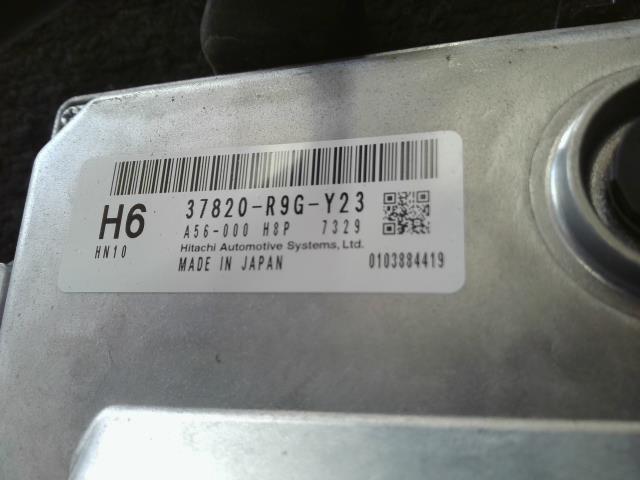 H6
HN10
37820-R9G-Y23
A56-000 H8P 7329
Hitachi Automotive Systems, Ltd.
MADE IN JAPAN 0103884419